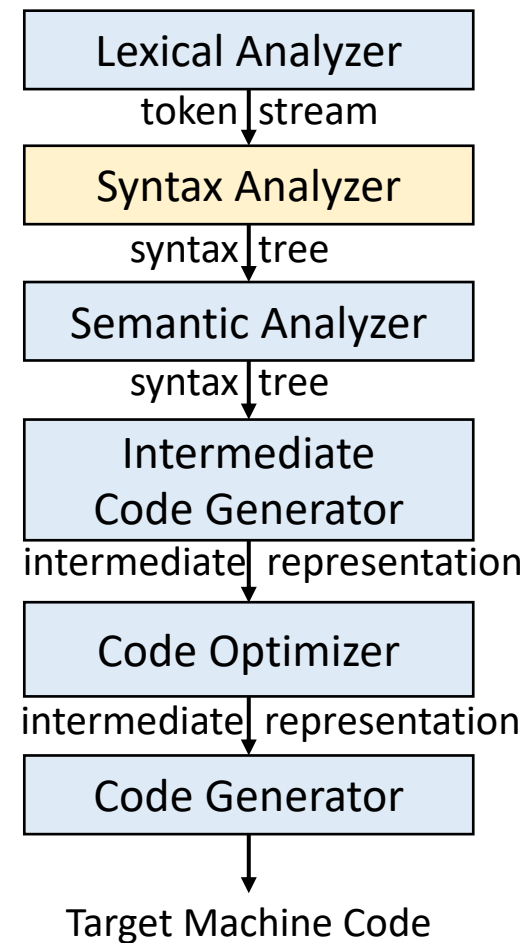 Lexical Analyzer
token stream
Syntax Analyzer
syntax tree
Semantic Analyzer
syntax tree
Intermediate
Code Generator
intermediate representation
Code Optimizer
intermediate representation
Code Generator
Target Machine Code